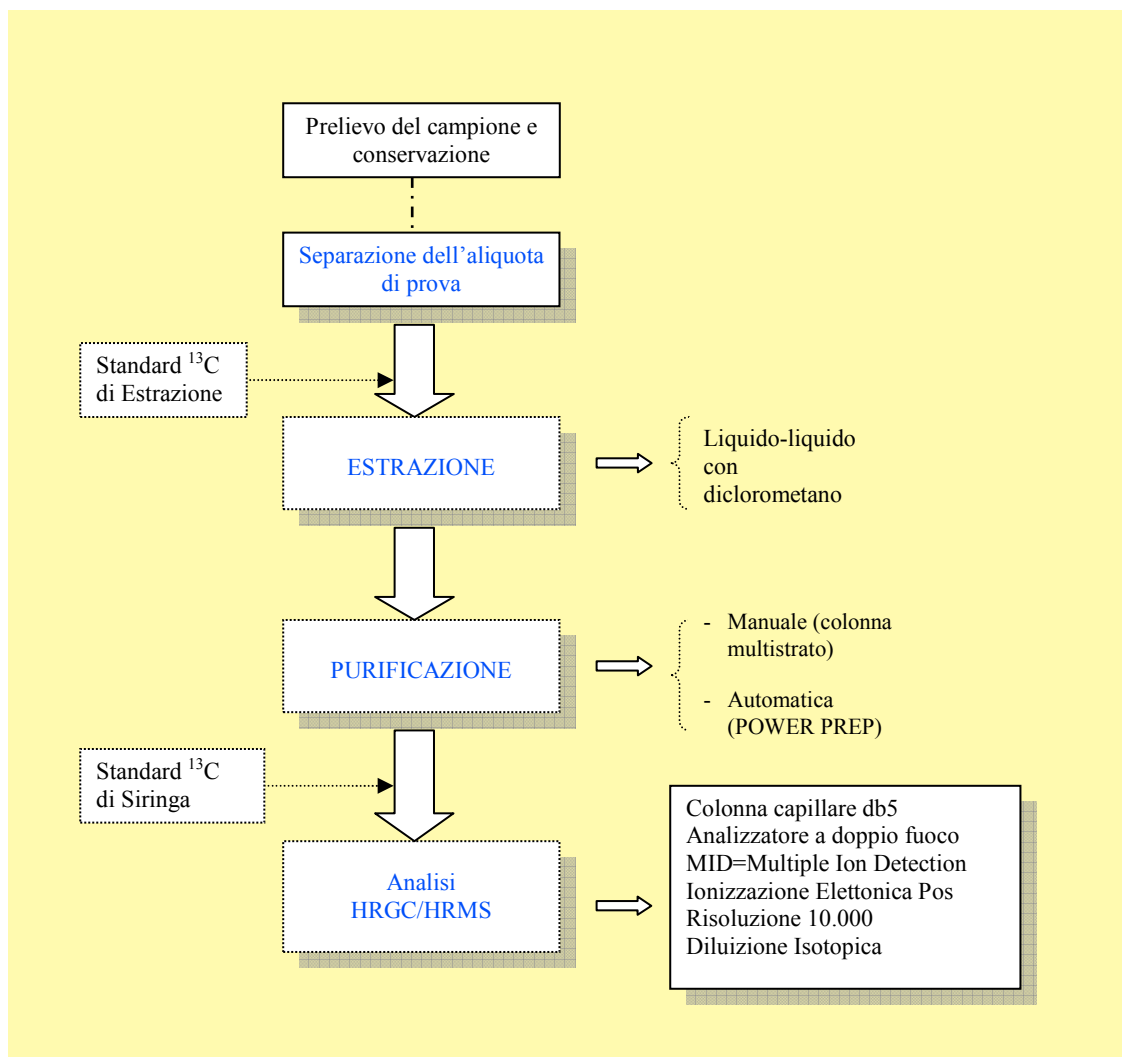 Prelievo del campione e
conservazione
Separazione dell'aliquota
di prova
Standard ¹³C
di Estrazione
ESTRAZIONE
Liquido-liquido
con
diclorometano
PURIFICAZIONE
- Manuale (colonna
multistrato)
- Automatica
(POWER PREP)
Standard ¹³C
di Siringa
Analisi
HRGC/HRMS
Colonna capillare db5
Analizzatore a doppio fuoco
MID=Multiple Ion Detection
Ionizzazione Elettonica Pos
Risoluzione 10.000
Diluizione Isotopica